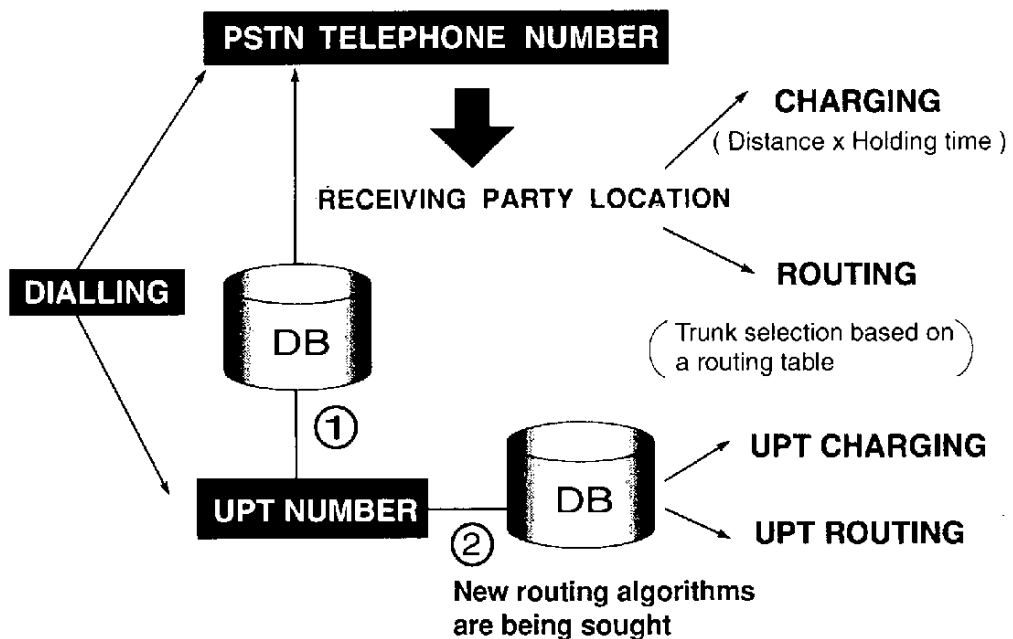 PSTN TELEPHONE NUMBER
CHARGING
( Distance x Holding time )
RECEIVING PARTY LOCATION
DIALLING
DB
ROUTING
( Trunk selection based on
a routing table )
1
UPT NUMBER
2
DB
UPT CHARGING
UPT ROUTING
New routing algorithms
are being sought